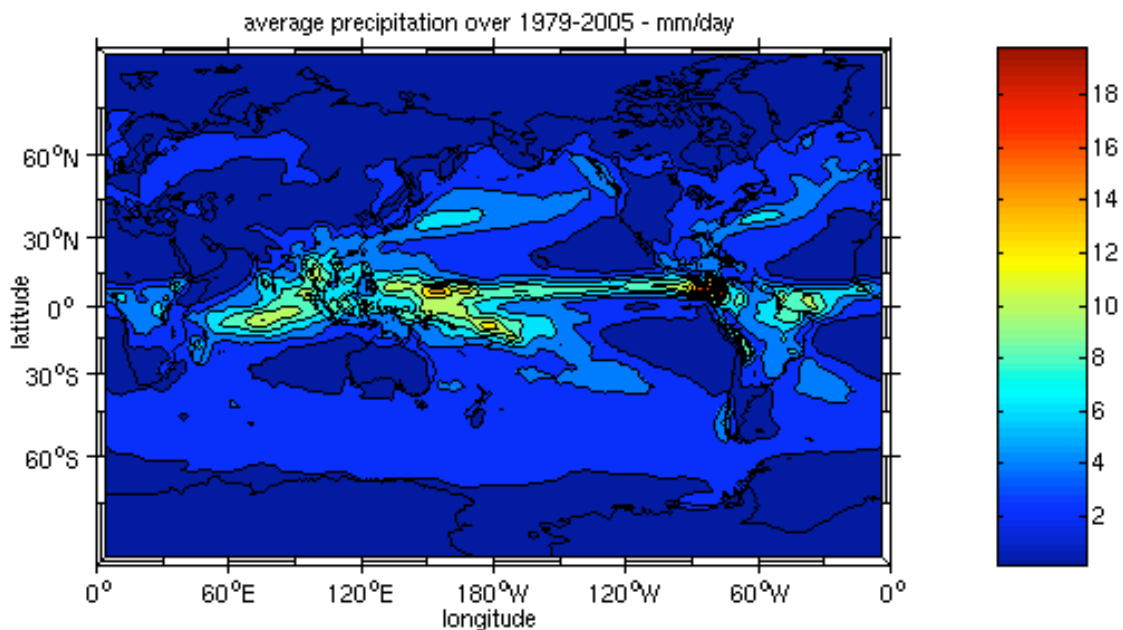 average precipitation over 1979-2005 - mm/day
60°N
30°N
0°
30°S
60°S
latitude
0°
60°E
120°E
180°W
120°W
60°W
0°
longitude
18
16
14
12
10
8
6
4
2